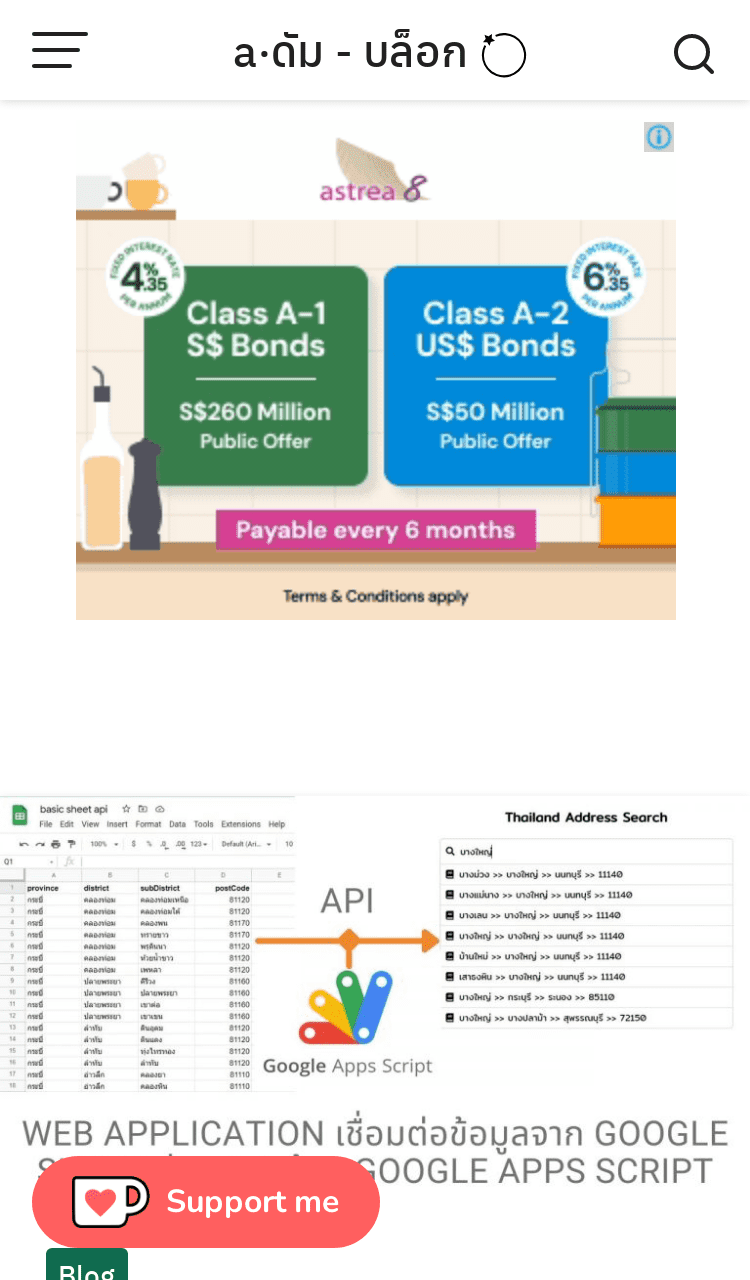 a·ดัม - บล็อก
astrea 8
FIXED INTEREST RATE
4.35%
PER ANNUM
FIXED INTEREST RATE
6.35%
PER ANNUM
Class A-1
S$ Bonds
S$260 Million
Public Offer
Class A-2
US$ Bonds
S$50 Million
Public Offer
Payable every 6 months
Terms & Conditions apply
basic sheet api
File Edit View Insert Format Data Tools Extensions Help
100% $ % .0 .00 123 Default (Ari... 10
Q1 fx
A B C D E
1 province district subDistrict postCode
2 กระบี่ คลองท่อม คลองท่อมเหนือ 81120
3 กระบี่ คลองท่อม คลองท่อมใต้ 81120
4 กระบี่ คลองท่อม คลองพน 81170
5 กระบี่ คลองท่อม ทรายขาว 81170
6 กระบี่ คลองท่อม พรุดินนา 81120
7 กระบี่ คลองท่อม ห้วยน้ำขาว 81120
8 กระบี่ คลองท่อม เพหลา 81120
9 กระบี่ ปลายพระยา คีรีวง 81160
10 กระบี่ ปลายพระยา ปลายพระยา 81160
11 กระบี่ ปลายพระยา เขาต่อ 81160
12 กระบี่ ปลายพระยา เขาเขน 81160
13 กระบี่ ลำทับ ดินอุดม 81120
14 กระบี่ ลำทับ ดินแดง 81120
15 กระบี่ ลำทับ ทุ่งไทรทอง 81120
16 กระบี่ ลำทับ ลำทับ 81120
17 กระบี่ อ่าวลึก คลองยา 81110
18 กระบี่ อ่าวลึก คลองหิน 81110
API
Google Apps Script
Thailand Address Search
บางใหญ่
บางม่วง >> บางใหญ่ >> นนทบุรี >> 11140
บางแม่นาง >> บางใหญ่ >> นนทบุรี >> 11140
บางเลน >> บางใหญ่ >> นนทบุรี >> 11140
บางใหญ่ >> บางใหญ่ >> นนทบุรี >> 11140
บ้านใหม่ >> บางใหญ่ >> นนทบุรี >> 11140
เสาธงหิน >> บางใหญ่ >> นนทบุรี >> 11140
บางใหญ่ >> กระบุรี >> ระนอง >> 85110
บางใหญ่ >> บางปลาม้า >> สุพรรณบุรี >> 72150
WEB APPLICATION เชื่อมต่อข้อมูลจาก GOOGLE
GOOGLE APPS SCRIPT
Support me
Blog